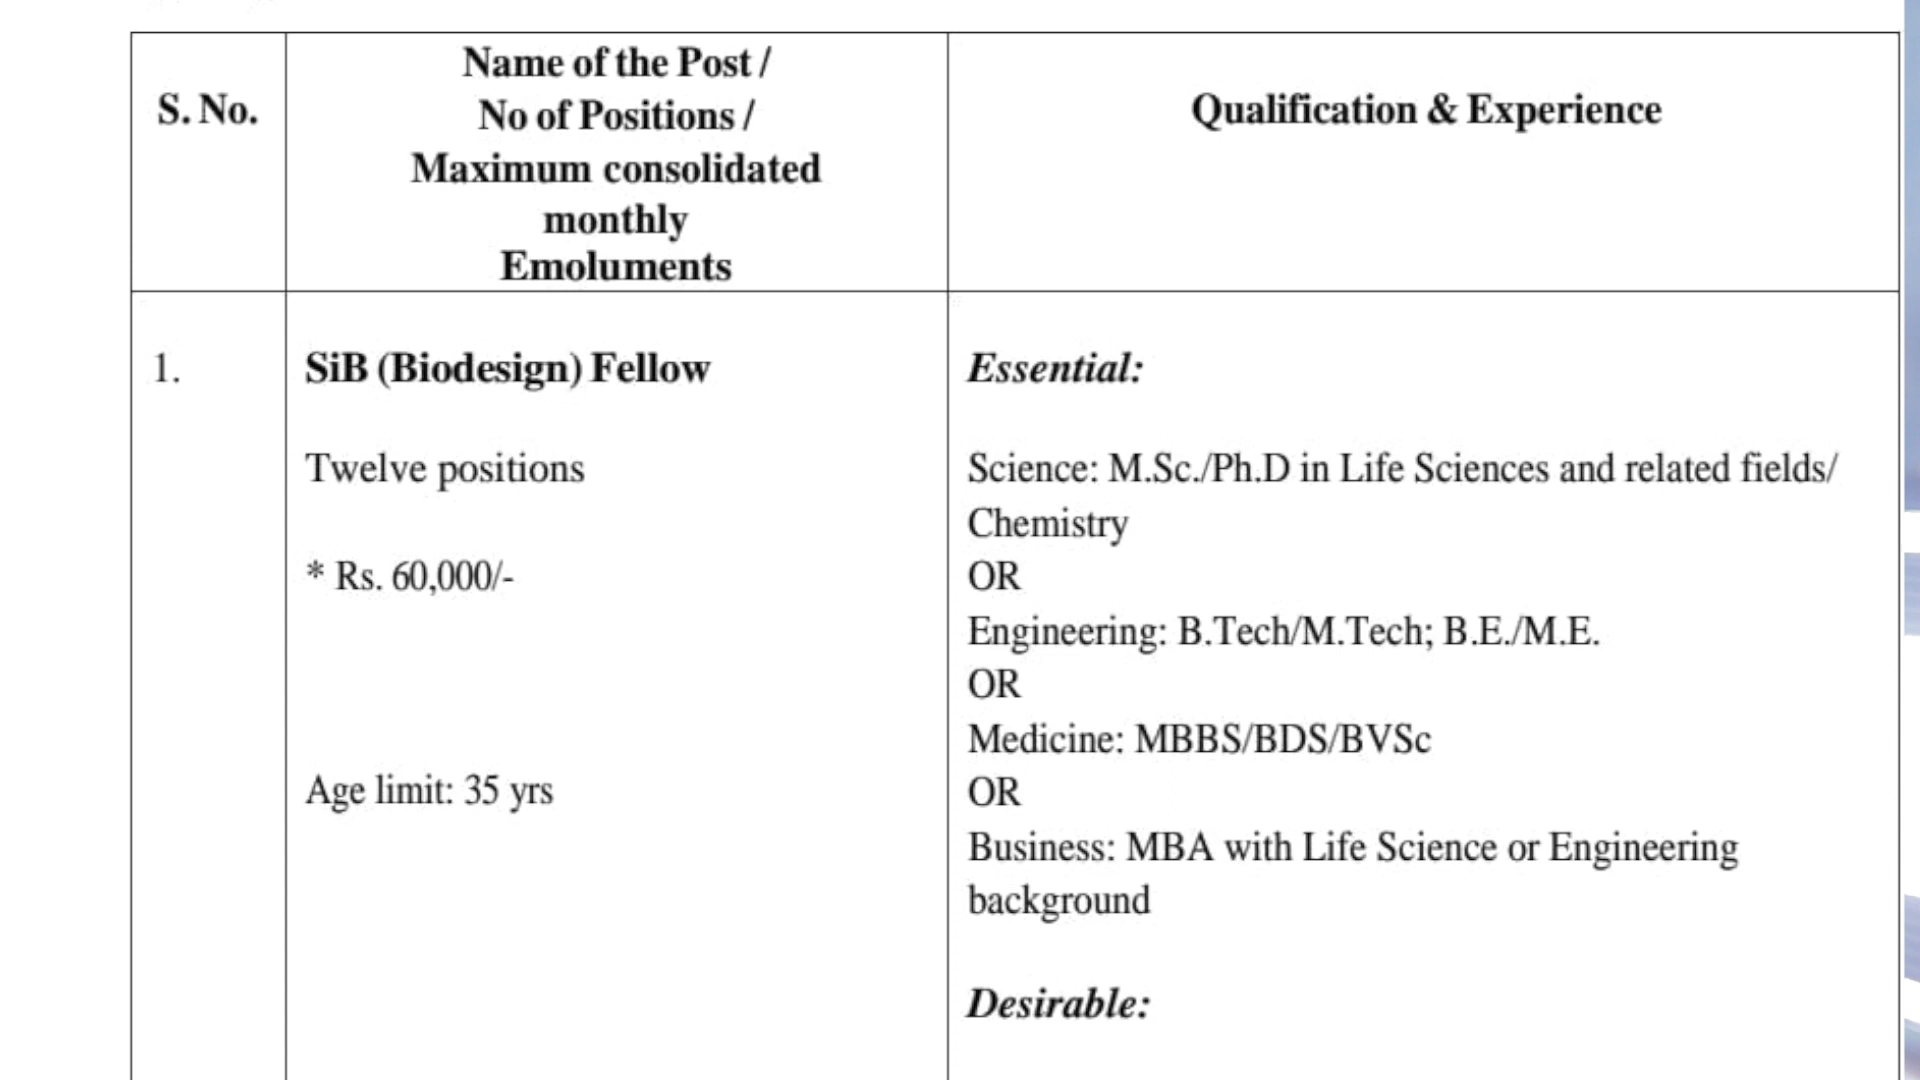 S. No.
Name of the Post /
No of Positions /
Maximum consolidated
monthly
Emoluments
Qualification & Experience
1.
SiB (Biodesign) Fellow
Twelve positions
* Rs. 60,000/-
Age limit: 35 yrs
Essential:
Science: M.Sc./Ph.D in Life Sciences and related fields/
Chemistry
OR
Engineering: B.Tech/M.Tech; B.E./M.E.
OR
Medicine: MBBS/BDS/BVSc
OR
Business: MBA with Life Science or Engineering
background
Desirable: